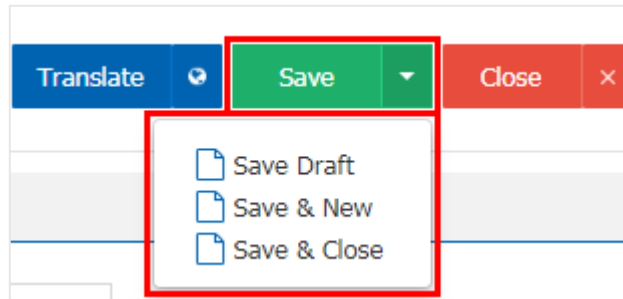 Translate Save Close ×
Save Draft
Save & New
Save & Close